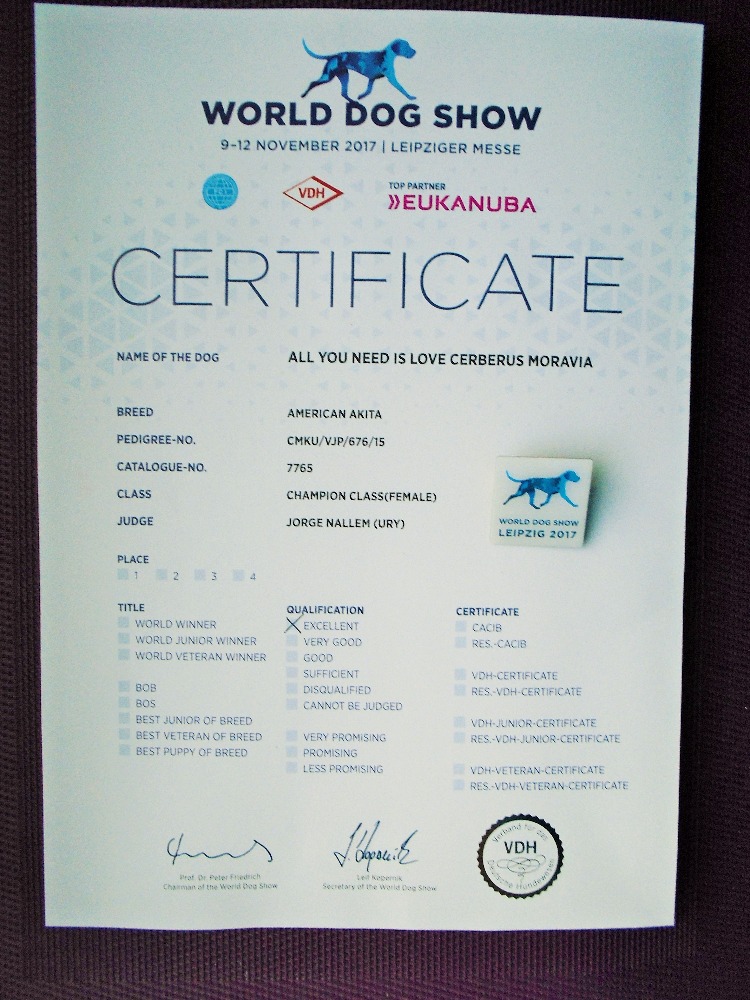 WORLD DOG SHOW
9-12 NOVEMBER 2017 | LEIPZIGER MESSE
VDH
TOP PARTNER
EUKANUBA
CERTIFICATE
NAME OF THE DOG ALL YOU NEED IS LOVE CERBERUS MORAVIA
BREED AMERICAN AKITA
PEDIGREE-NO. CMKU/VJP/676/15
CATALOGUE-NO. 7765
CLASS CHAMPION CLASS(FEMALE)
JUDGE JORGE NALLEM (URY)
WORLD DOG SHOW
LEIPZIG 2017
PLACE
1 2 3 4
TITLE
WORLD WINNER
WORLD JUNIOR WINNER
WORLD VETERAN WINNER
BOB
BOS
BEST JUNIOR OF BREED
BEST VETERAN OF BREED
BEST PUPPY OF BREED
QUALIFICATION
EXCELLENT
VERY GOOD
GOOD
SUFFICIENT
DISQUALIFIED
CANNOT BE JUDGED
VERY PROMISING
PROMISING
LESS PROMISING
CERTIFICATE
CACIB
RES.-CACIB
VDH-CERTIFICATE
RES.-VDH-CERTIFICATE
VDH-JUNIOR-CERTIFICATE
RES.-VDH-JUNIOR-CERTIFICATE
VDH-VETERAN-CERTIFICATE
RES.-VDH-VETERAN-CERTIFICATE
Prof. Dr. Peter Friedrich
Chairman of the World Dog Show
Leif Kopernik
Secretary of the World Dog Show
Verband für das
VDH
Deutsche Hundewesen